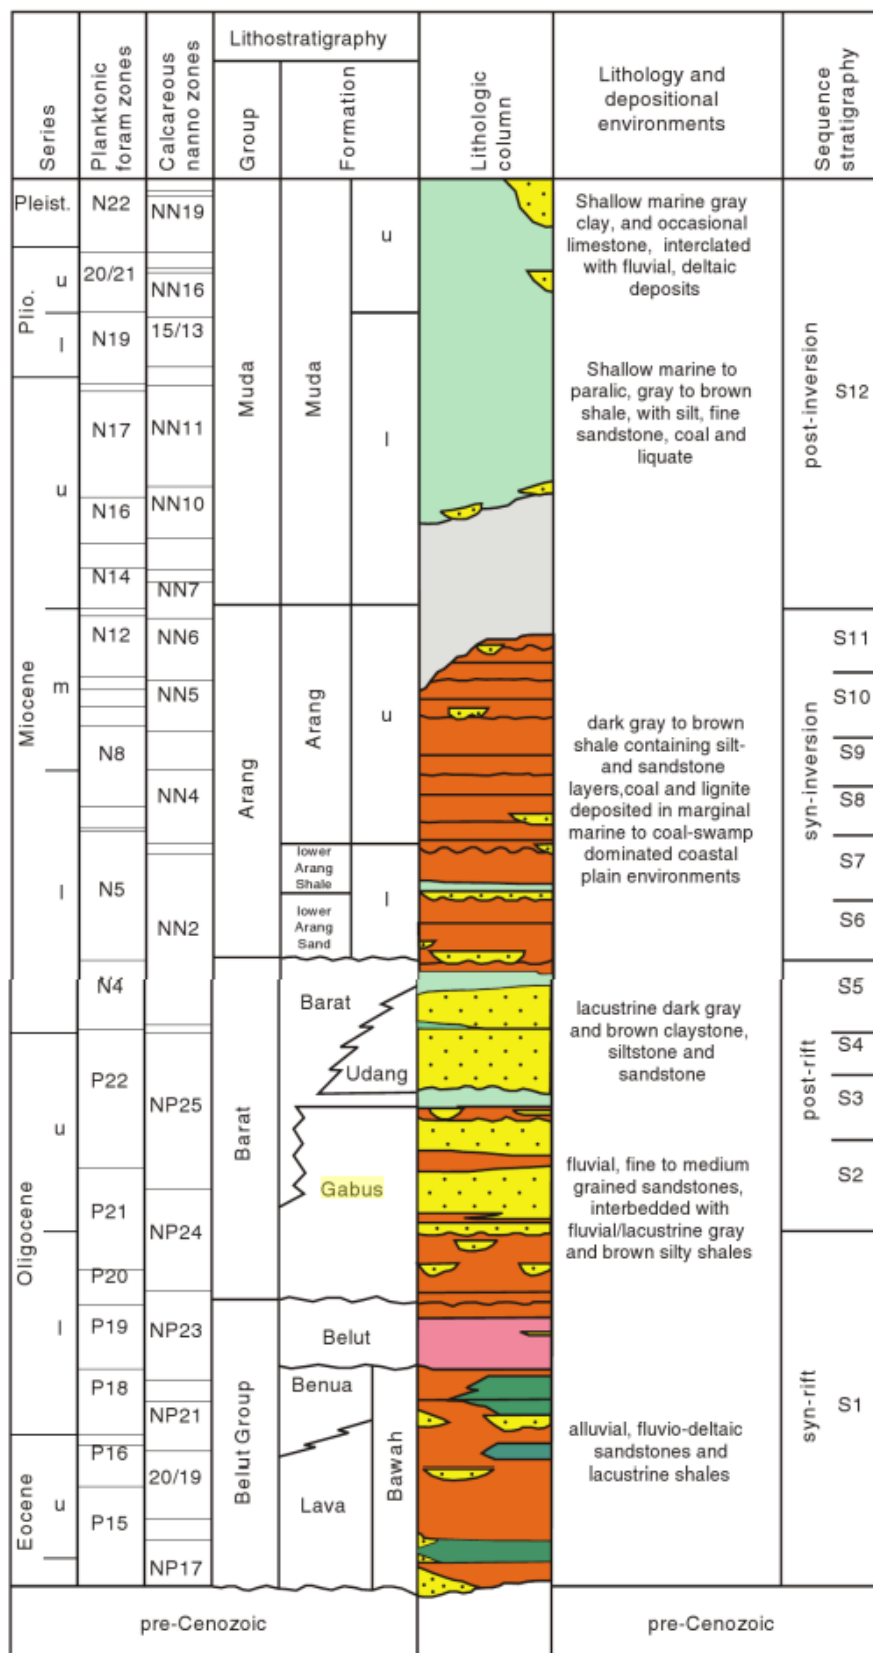 Series
Planktonic
foram zones
Calcareous
nanno zones
Lithostratigraphy
Group
Formation
Lithologic
column
Lithology and
depositional
environments
Sequence
stratigraphy
Pleist.
Plio.
u
l
Miocene
u
m
l
Oligocene
u
l
Eocene
u
N22
20/21
N19
N17
N16
N14
N12
N8
N5
N4
P22
P21
P20
P19
P18
P16
P15
NN19
NN16
15/13
NN11
NN10
NN7
NN6
NN5
NN4
NN2
NP25
NP24
NP23
NP21
20/19
NP17
Muda
Arang
Barat
Belut Group
Muda
u
l
Arang
u
lower
Arang
Shale
lower
Arang
Sand
l
Barat
Udang
Gabus
Belut
Benua
Lava
Bawah
Shallow marine gray
clay, and occasional
limestone, interclated
with fluvial, deltaic
deposits
Shallow marine to
paralic, gray to brown
shale, with silt, fine
sandstone, coal and
liquate
dark gray to brown
shale containing silt-
and sandstone
layers,coal and lignite
deposited in marginal
marine to coal-swamp
dominated coastal
plain environments
lacustrine dark gray
and brown claystone,
siltstone and
sandstone
fluvial, fine to medium
grained sandstones,
interbedded with
fluvial/lacustrine gray
and brown silty shales
alluvial, fluvio-deltaic
sandstones and
lacustrine shales
post-inversion
syn-inversion
post-rift
syn-rift
S12
S11
S10
S9
S8
S7
S6
S5
S4
S3
S2
S1
pre-Cenozoic
pre-Cenozoic